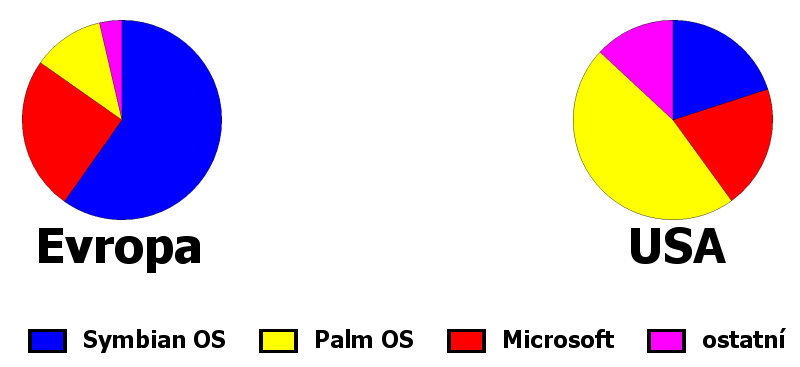 Evropa USA
Symbian OS Palm OS Microsoft ostatní